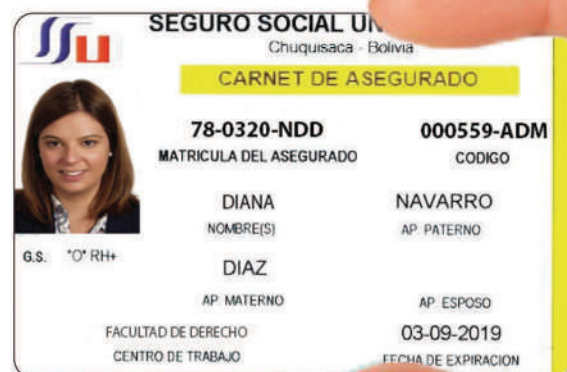 SSU
SEGURO SOCIAL UN
Chuquisaca - Bolivia
CARNET DE ASEGURADO
78-0320-NDD 000559-ADM
MATRICULA DEL ASEGURADO CODIGO
DIANA NAVARRO
NOMBRE(S) AP. PATERNO
G.S. "O" RH+
DIAZ
AP. MATERNO AP. ESPOSO
FACULTAD DE DERECHO 03-09-2019
CENTRO DE TRABAJO FECHA DE EXPIRACION